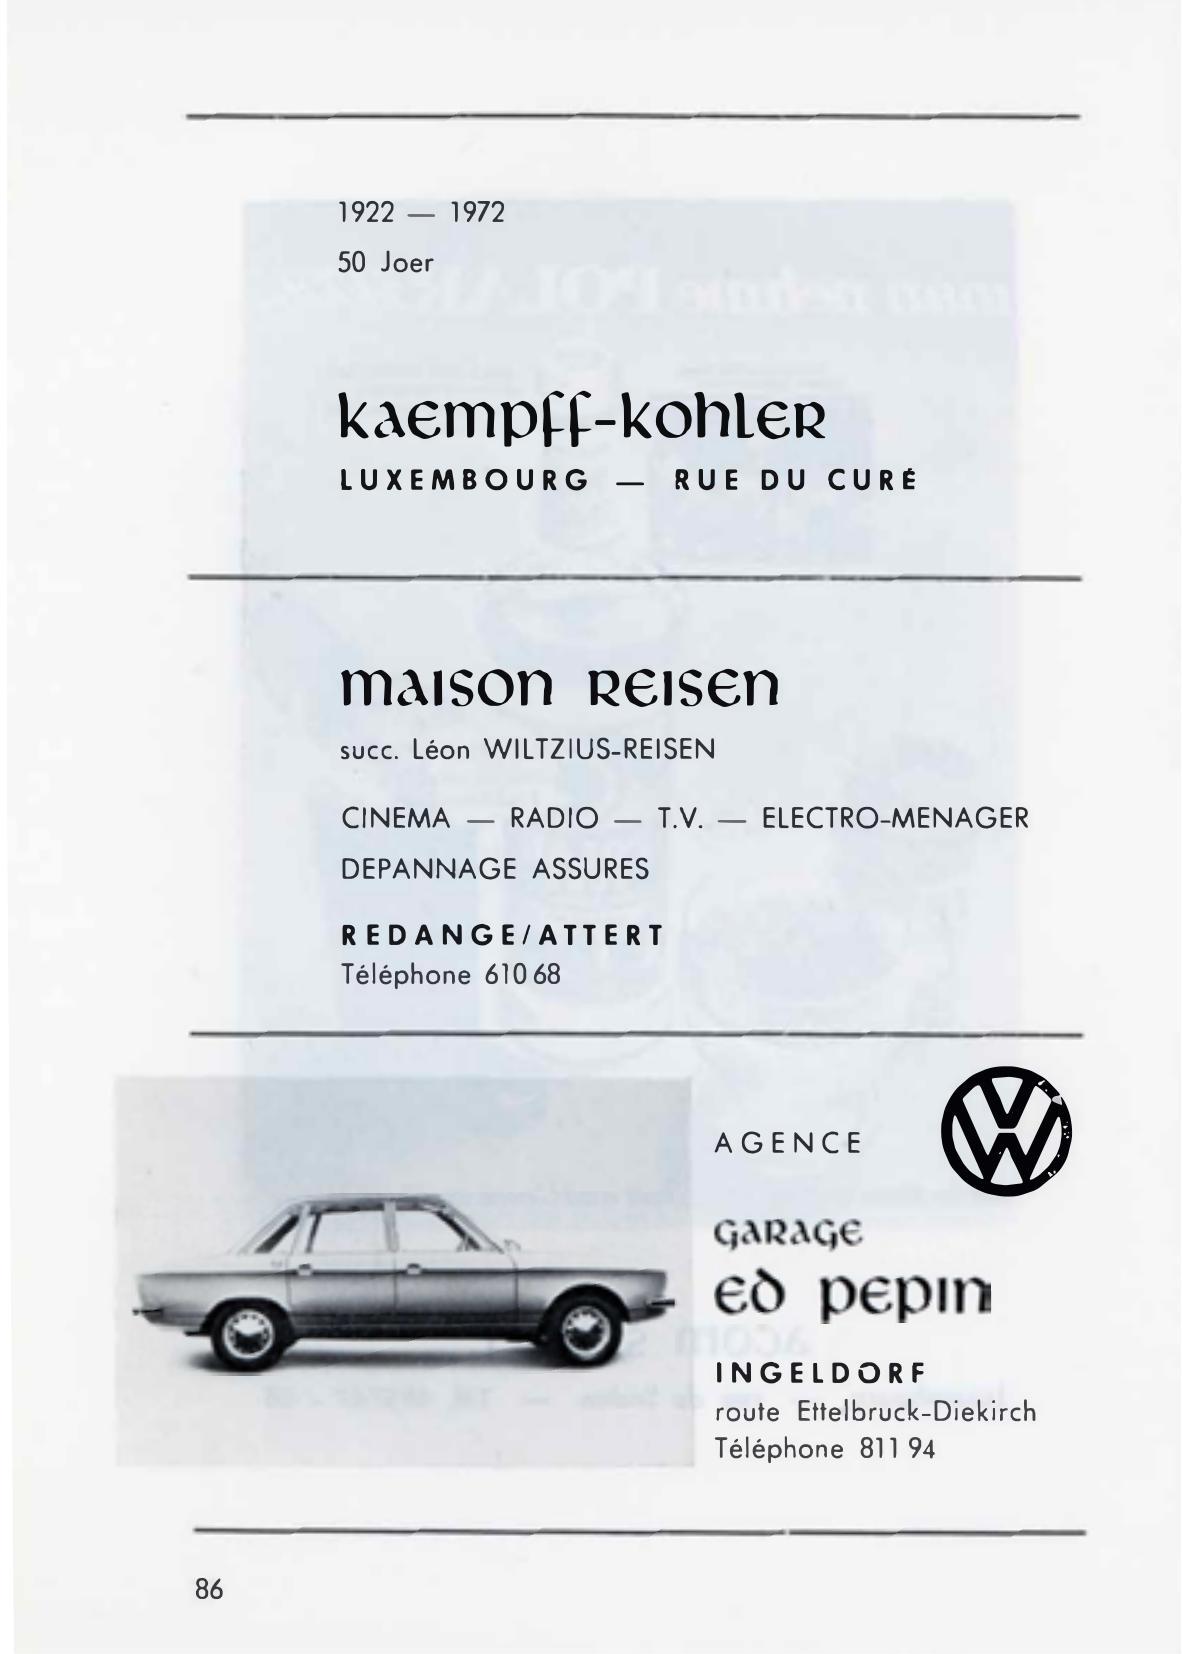 1922 — 1972
50 Joer
kaempff-kohler
LUXEMBOURG — RUE DU CURÉ
maison Reisen
succ. Léon WILTZIUS-REISEN
CINEMA — RADIO — T.V. — ELECTRO-MENAGER
DEPANNAGE ASSURES
REDANGE/ATTERT
Téléphone 610 68
AGENCE
VW
GARAGE
ED PEPIN
INGELDORF
route Ettelbruck-Diekirch
Téléphone 811 94
86